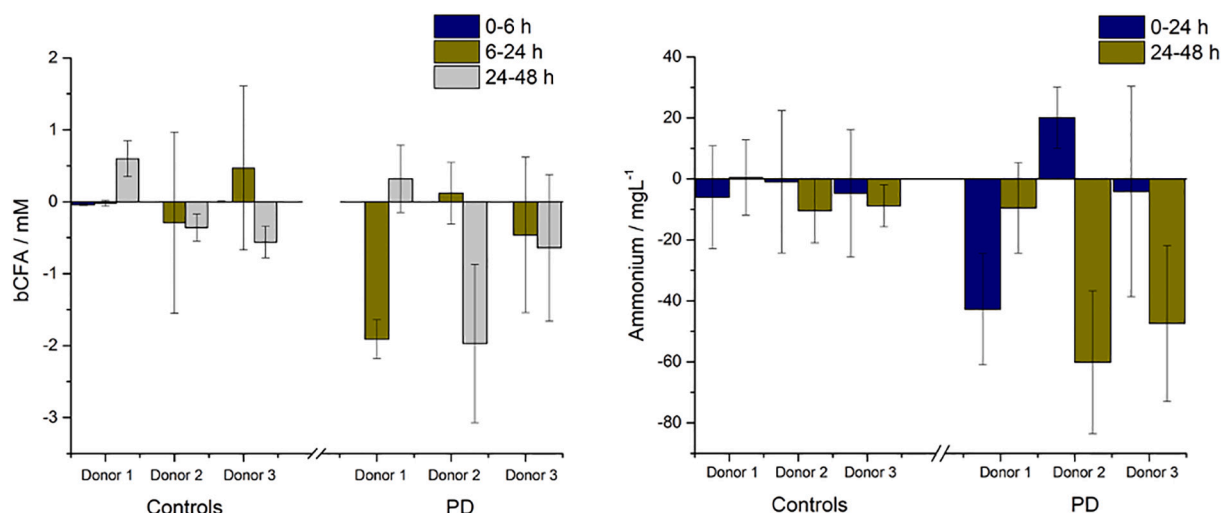 0-6 h
6-24 h
24-48 h
2
1
0
-1
-2
-3
bCFA / mM
Donor 1 Donor 2 Donor 3 Donor 1 Donor 2 Donor 3
Controls PD
0-24 h
24-48 h
40
20
0
-20
-40
-60
-80
Ammonium / mgL⁻¹
Donor 1 Donor 2 Donor 3 Donor 1 Donor 2 Donor 3
Controls PD